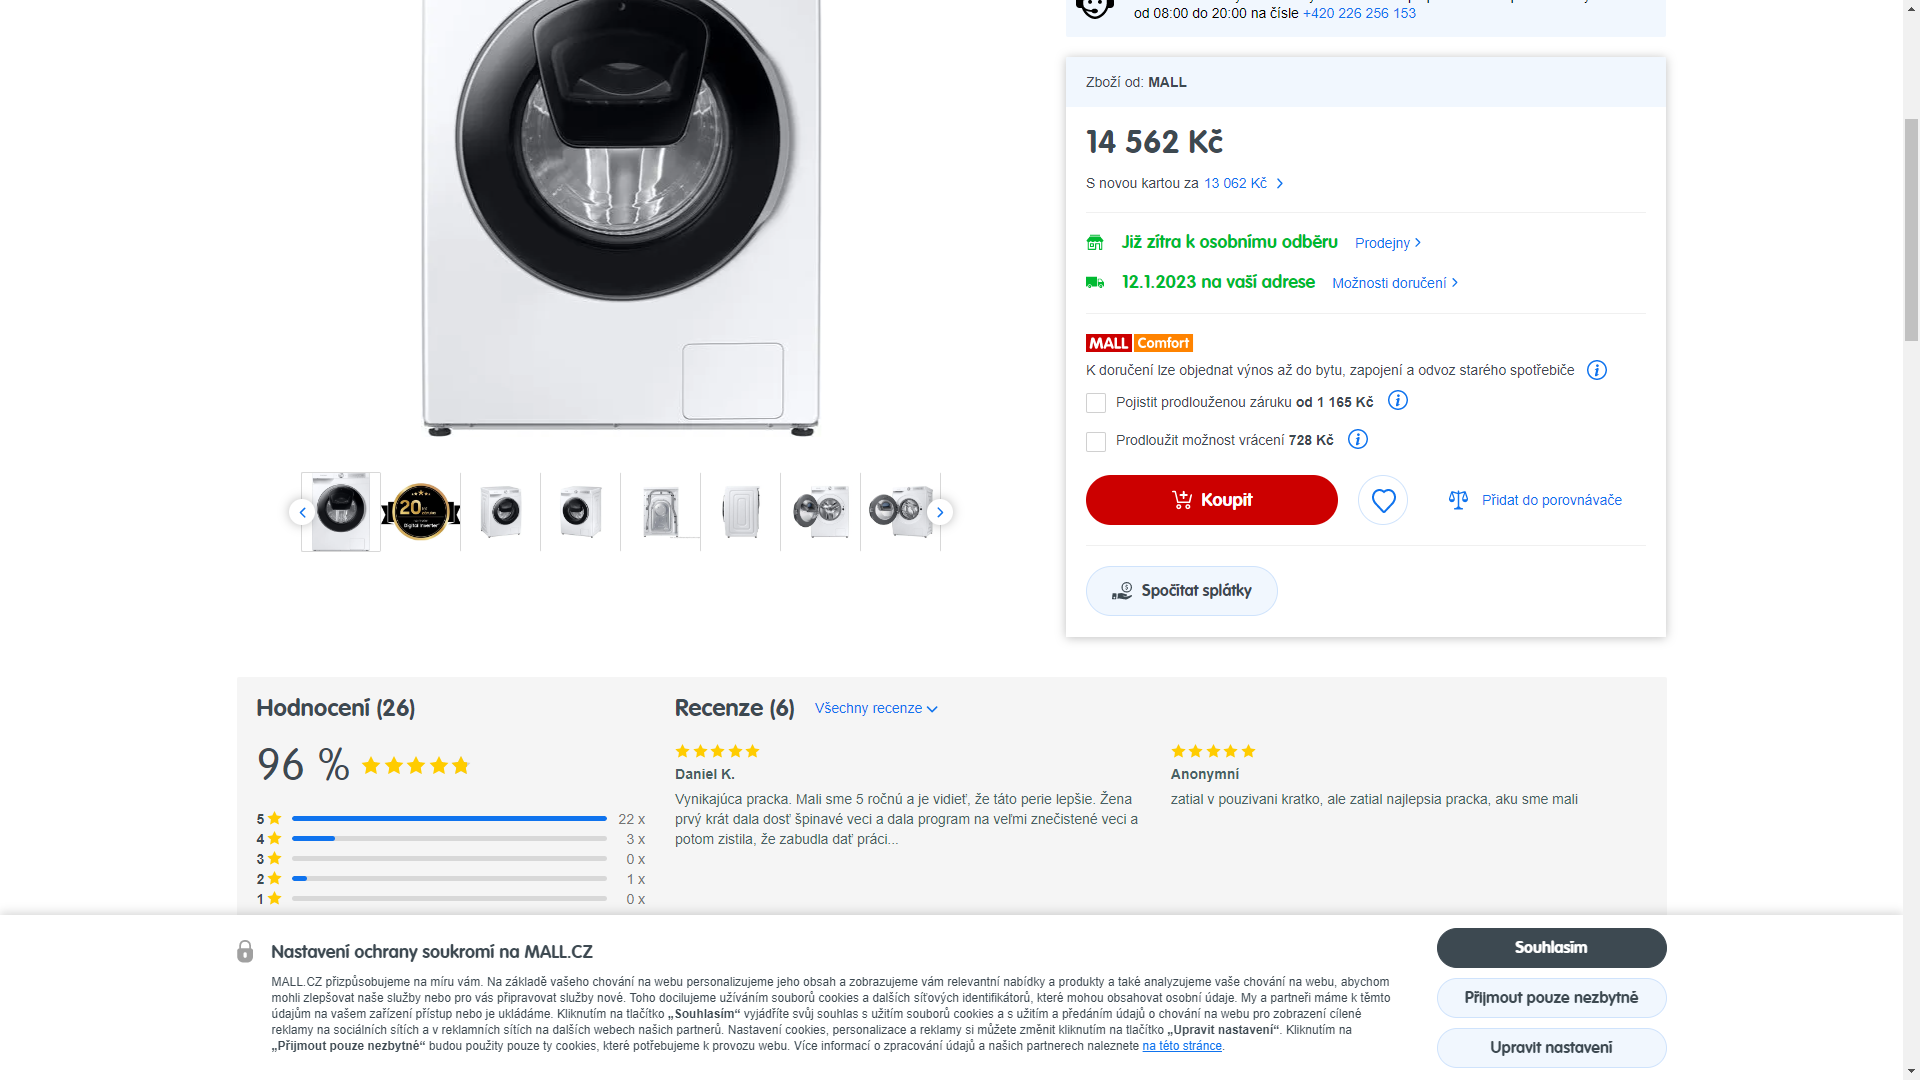 od 08:00 do 20:00 na čísle +420 226 256 153
Zboží od: MALL
14 562 Kč
S novou kartou za 13 062 Kč
Již zítra k osobnímu odběru Prodejny
12.1.2023 na vaší adrese Možnosti doručení
MALL Comfort
K doručení lze objednat výnos až do bytu, zapojení a odvoz starého spotřebiče
Pojistit prodlouženou záruku od 1 165 Kč
Prodloužit možnost vrácení 728 Kč
Koupit
Přidat do porovnávače
Spočítat splátky
20
Digital Inverter
Hodnocení (26)
96 %
5 22 x
4 3 x
3 0 x
2 1 x
1 0 x
Recenze (6) Všechny recenze
Daniel K.
Vynikajúca pracka. Mali sme 5 ročnú a je vidieť, že táto perie lepšie. Žena
prvý krát dala dosť špinavé veci a dala program na veľmi znečistené veci a
potom zistila, že zabudla dať práci...
Anonymní
zatial v pouzivani kratko, ale zatial najlepsia pracka, aku sme mali
Nastavení ochrany soukromí na MALL.CZ
MALL.CZ přizpůsobujeme na míru vám. Na základě vašeho chování na webu personalizujeme jeho obsah a zobrazujeme vám relevantní nabídky a produkty a také analyzujeme vaše chování na webu, abychom
mohli zlepšovat naše služby nebo pro vás připravovat služby nové. Toho docilujeme užíváním souborů cookies a dalších síťových identifikátorů, které mohou obsahovat osobní údaje. My a partneři máme k těmto
údajům na vašem zařízení přístup nebo je ukládáme. Kliknutím na tlačítko „Souhlasím“ vyjádříte svůj souhlas s užitím souborů cookies a s užitím a předáním údajů o chování na webu pro zobrazení cílené
reklamy na sociálních sítích a v reklamních sítích na dalších webech našich partnerů. Nastavení cookies, personalizace a reklamy si můžete změnit kliknutím na tlačítko „Upravit nastavení“. Kliknutím na
„Přijmout pouze nezbytné“ budou použity pouze ty cookies, které potřebujeme k provozu webu. Více informací o zpracování údajů a našich partnerech naleznete na této stránce.
Souhlasím
Přijmout pouze nezbytné
Upravit nastavení